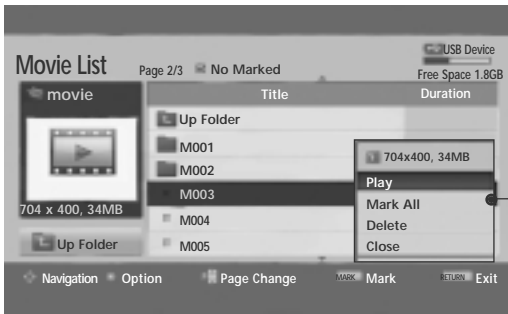 Movie List
Page 2/3
No Marked
USB Device
Free Space 1.8GB
movie
Title
Duration
Up Folder
M001
M002
M003
M004
M005
704 x 400, 34MB
Up Folder
704x400, 34MB
Play
Mark All
Delete
Close
Navigation
Option
Page Change
MARK Mark
RETURN Exit